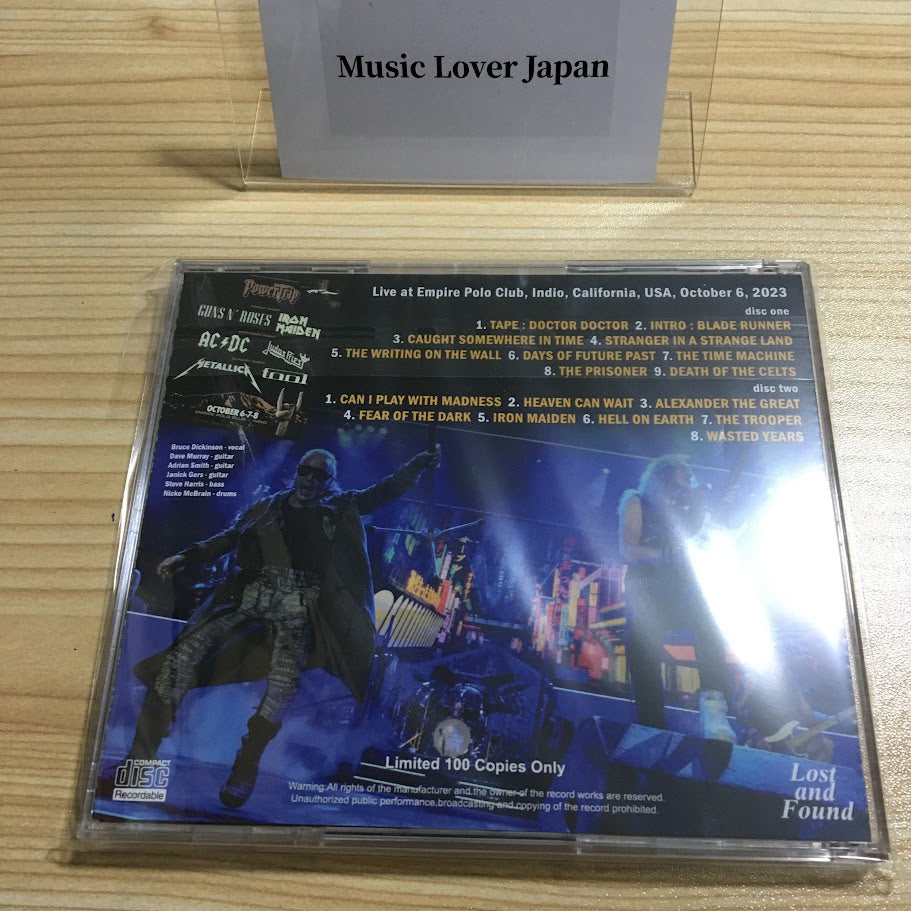 Music Lover Japan
PowerTrip
GUNS N' ROSES
IRON
MAIDEN
AC DC
Judas Priest
METALLICA
tool
OCTOBER 6-7-8
Live at Empire Polo Club, Indio, California, USA, October 6, 2023
disc one
1. TAPE : DOCTOR DOCTOR 2. INTRO : BLADE RUNNER
3. CAUGHT SOMEWHERE IN TIME 4. STRANGER IN A STRANGE LAND
5. THE WRITING ON THE WALL 6. DAYS OF FUTURE PAST 7. THE TIME MACHINE
8. THE PRISONER 9. DEATH OF THE CELTS
disc two
1. CAN I PLAY WITH MADNESS 2. HEAVEN CAN WAIT 3. ALEXANDER THE GREAT
4. FEAR OF THE DARK 5. IRON MAIDEN 6. HELL ON EARTH 7. THE TROOPER
8. WASTED YEARS
Bruce Dickinson - vocal
Dave Murray - guitar
Adrian Smith - guitar
Janick Gers - guitar
Steve Harris - bass
Nicko McBrain - drums
Limited 100 Copies Only
Warning.All rights of the manufacturer and.the owner of the record works are reserved.
Unauthorized public performance,broadcasting and copying of the record prohibited.
COMPACT
disc
Recordable
Lost
and
Found